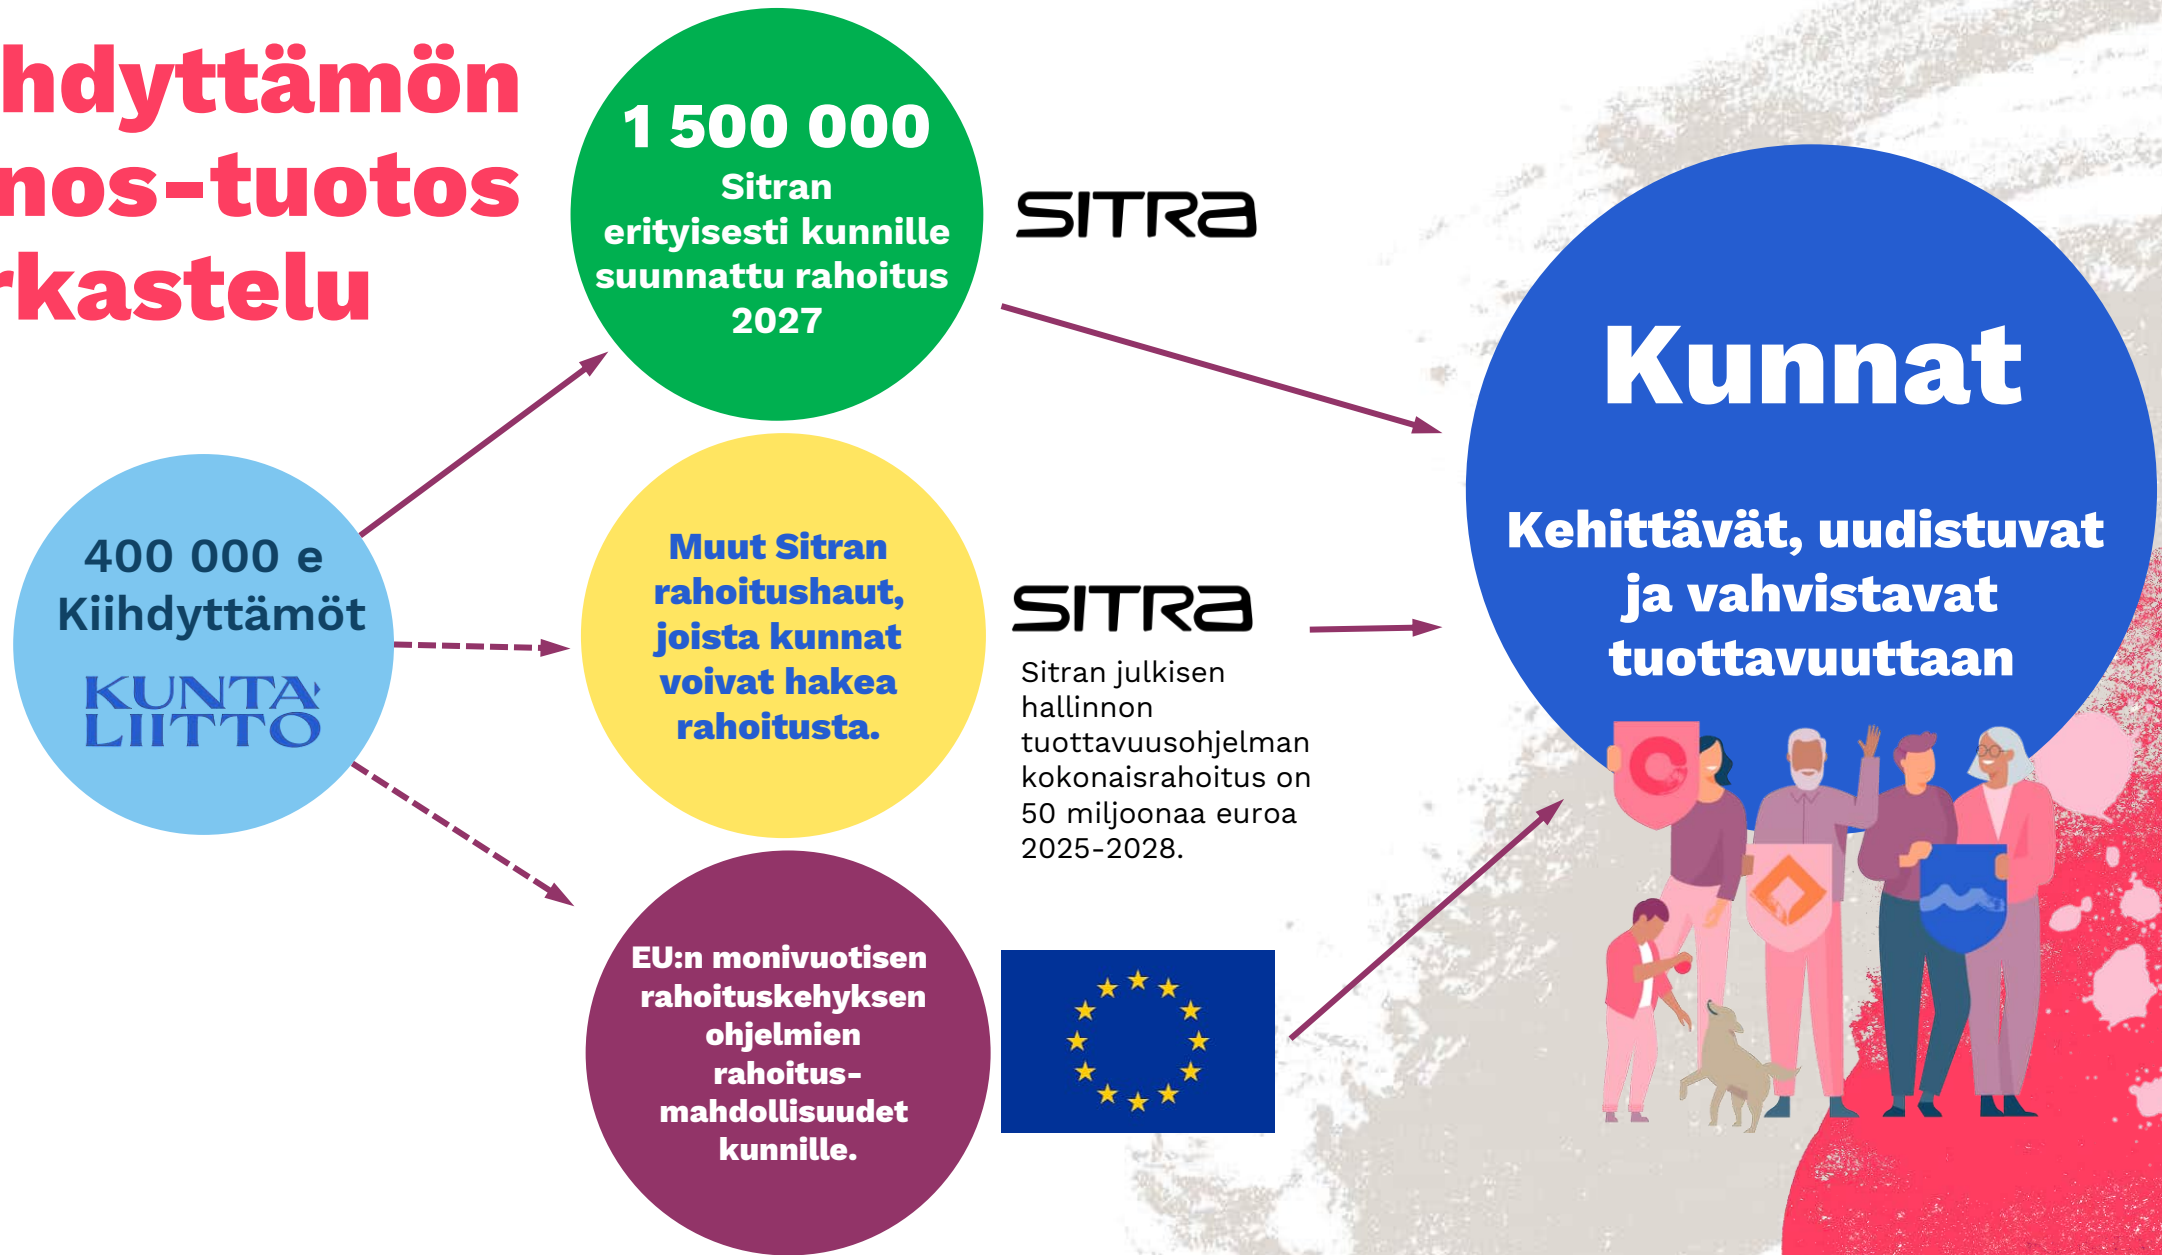 hdyttämön
nos-tuotos
rkastelu
1 500 000
Sitran
erityisesti kunnille
suunnattu rahoitus
2027
SITRA
400 000 e
Kiihdyttämöt
KUNTA
LIITTO
Muut Sitran
rahoitushaut,
joista kunnat
voivat hakea
rahoitusta.
SITRA
Sitran julkisen
hallinnon
tuottavuusohjelman
kokonaisrahoitus on
50 miljoonaa euroa
2025-2028.
EU:n monivuotisen
rahoituskehyksen
ohjelmien
rahoitus-
mahdollisuudet
kunnille.
Kunnat
Kehittävät, uudistuvat
ja vahvistavat
tuottavuuttaan